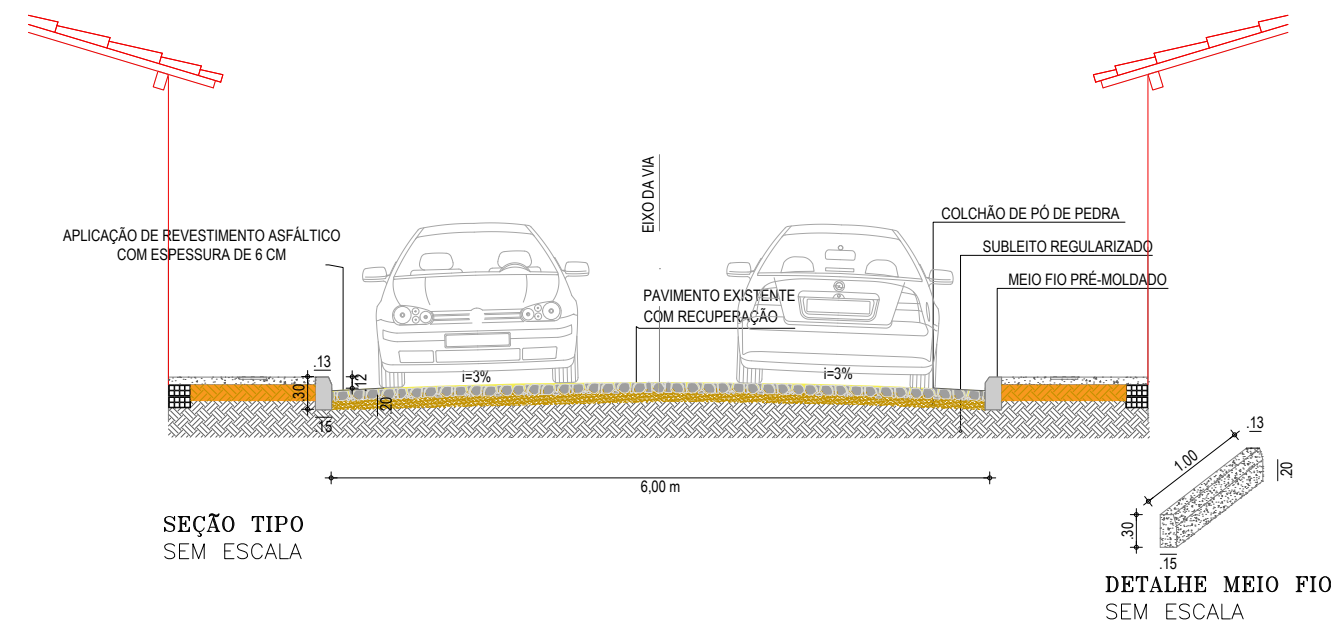 EIXO DA VIA
APLICAÇÃO DE REVESTIMENTO ASFÁLTICO
COM ESPESSURA DE 6 CM
COLCHÃO DE PÓ DE PEDRA
SUBLEITO REGULARIZADO
MEIO FIO PRÉ-MOLDADO
PAVIMENTO EXISTENTE
COM RECUPERAÇÃO
.13
.30
.12
i=3%
i=3%
.20
.15
6,00 m
SEÇÃO TIPO
SEM ESCALA
.13
1.00
.20
.30
.15
DETALHE MEIO FIO
SEM ESCALA